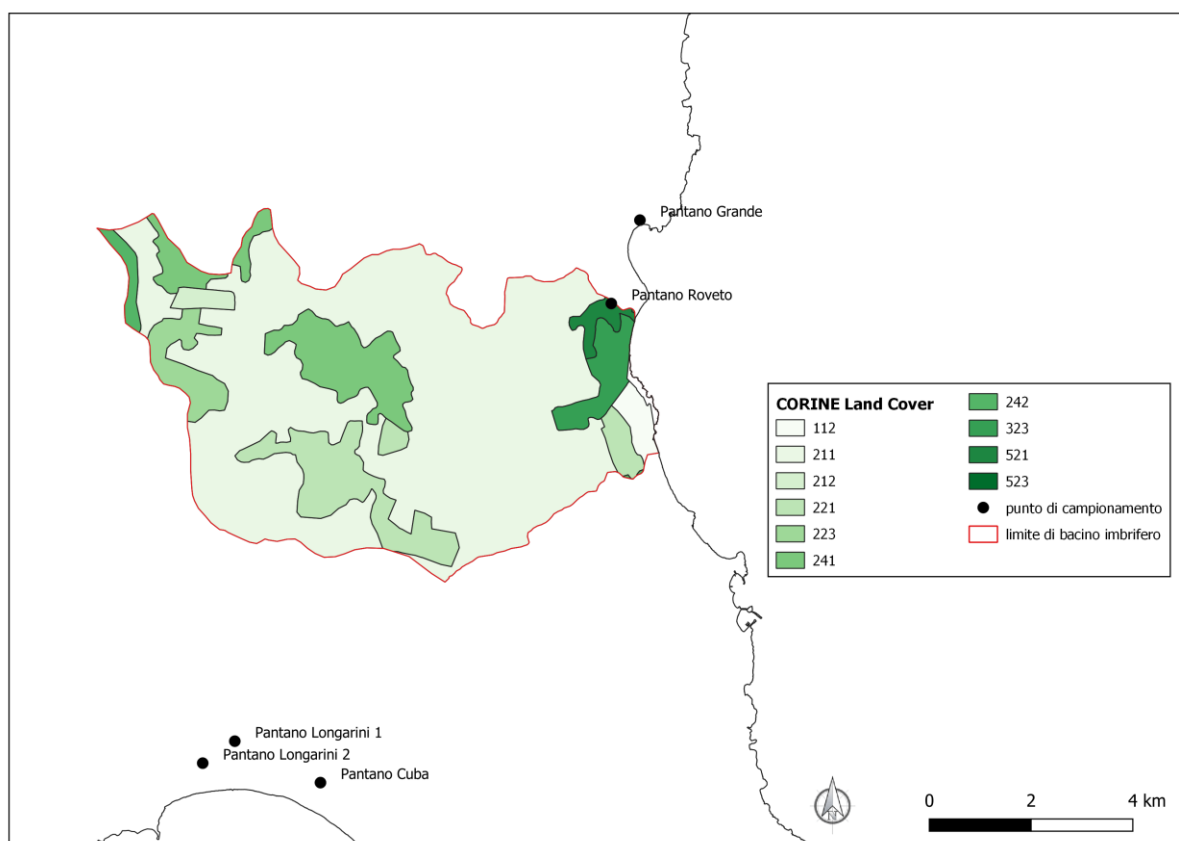 Pantano Grande
Pantano Roveto
CORINE Land Cover
112
211
212
221
223
241
242
323
521
523
punto di campionamento
limite di bacino imbrifero
Pantano Longarini 1
Pantano Longarini 2
Pantano Cuba
N
0 2 4 km